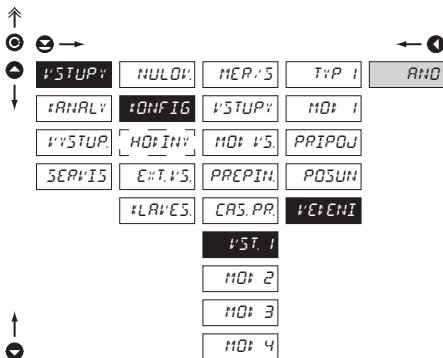 VSTUPY NULOV. MER/S TYP 1 ANO
KANALY KONFIG VSTUPY MOD 1
VYSTUP. HODINY MOD VS. PRIPOJ
SERVIS EXT. VS. PREPIN. POSUN
KLAVES. CAS. PR. VEDENI
VST. 1
MOD 2
MOD 3
MOD 4